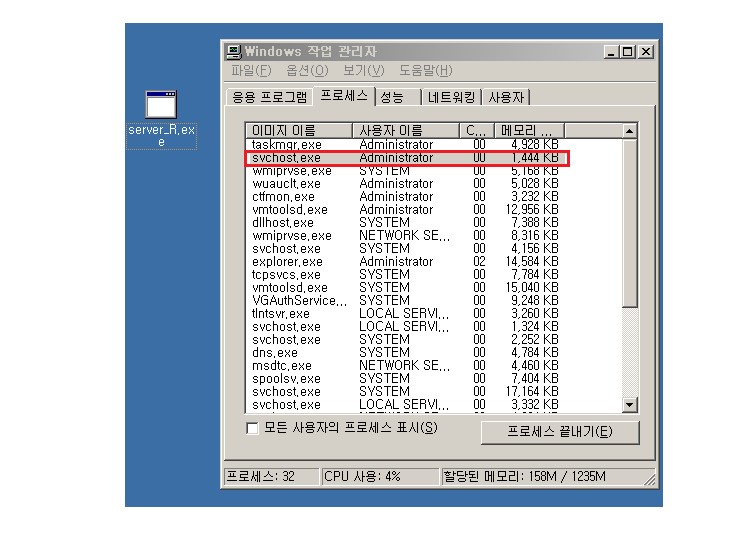 Windows 작업 관리자
파일(F) 옵션(O) 보기(V) 도움말(H)
응용 프로그램 프로세스 성능 네트워킹 사용자
server_R.ex
e
이미지 이름 사용자 이름 C... 메모리 ...
taskmgr.exe Administrator 00 4,928 KB
svchost.exe Administrator 00 1,444 KB
wmiprvse.exe SYSTEM 00 5,168 KB
wuauclt.exe Administrator 00 5,028 KB
ctfmon.exe Administrator 00 3,232 KB
vmtoolsd.exe Administrator 00 12,956 KB
dllhost.exe SYSTEM 00 7,388 KB
wmiprvse.exe NETWORK SE... 00 8,316 KB
svchost.exe SYSTEM 00 4,156 KB
explorer.exe Administrator 02 14,584 KB
tcpsvcs.exe SYSTEM 00 7,784 KB
vmtoolsd.exe SYSTEM 00 15,040 KB
VGAuthService... SYSTEM 00 9,248 KB
tlntsvr.exe LOCAL SERVI... 00 3,260 KB
svchost.exe LOCAL SERVI... 00 1,324 KB
svchost.exe SYSTEM 00 2,252 KB
dns.exe SYSTEM 00 4,784 KB
msdtc.exe NETWORK SE... 00 4,460 KB
spoolsv.exe SYSTEM 00 7,404 KB
svchost.exe SYSTEM 00 17,164 KB
svchost.exe LOCAL SERVI... 00 3,332 KB
모든 사용자의 프로세스 표시(S) 프로세스 끝내기(E)
프로세스: 32 CPU 사용: 4% 할당된 메모리: 158M / 1235M